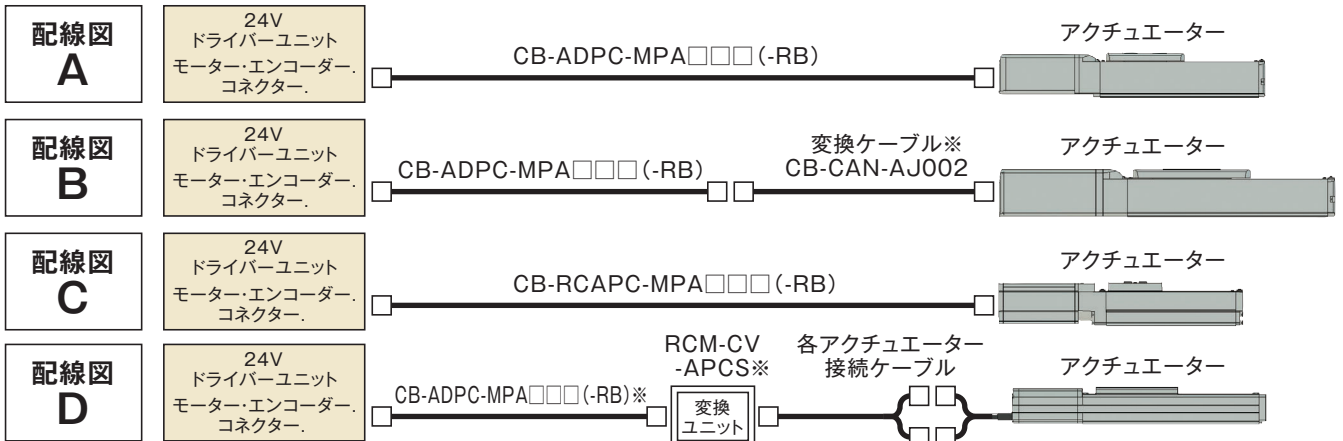 配線図
A
24V
ドライバーユニット
モーター・エンコーダー.
コネクター.
CB-ADPC-MPA□□□(-RB)
アクチュエーター
配線図
B
24V
ドライバーユニット
モーター・エンコーダー.
コネクター.
CB-ADPC-MPA□□□(-RB)
変換ケーブル※
CB-CAN-AJ002
アクチュエーター
配線図
C
24V
ドライバーユニット
モーター・エンコーダー.
コネクター.
CB-RCAPC-MPA□□□(-RB)
アクチュエーター
配線図
D
24V
ドライバーユニット
モーター・エンコーダー.
コネクター.
CB-ADPC-MPA□□□(-RB)※
RCM-CV
-APCS※
変換
ユニット
各アクチュエーター
接続ケーブル
アクチュエーター